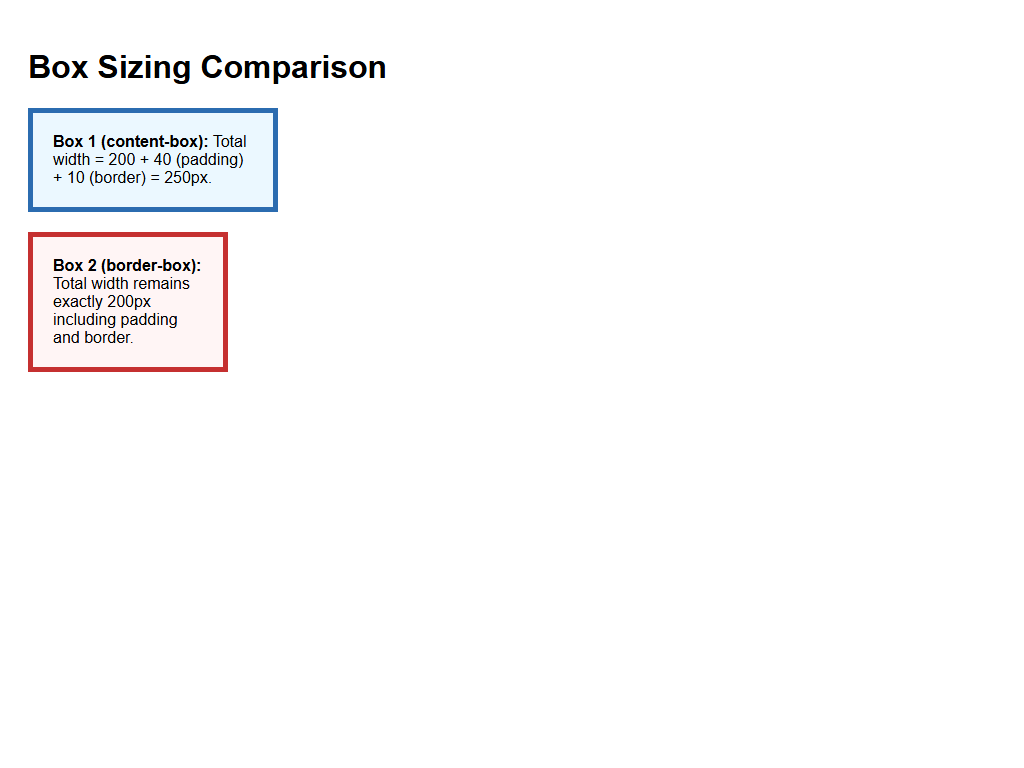 Box Sizing Comparison
Box 1 (content-box): Total
width = 200 + 40 (padding)
+ 10 (border) = 250px.
Box 2 (border-box):
Total width remains
exactly 200px
including padding
and border.